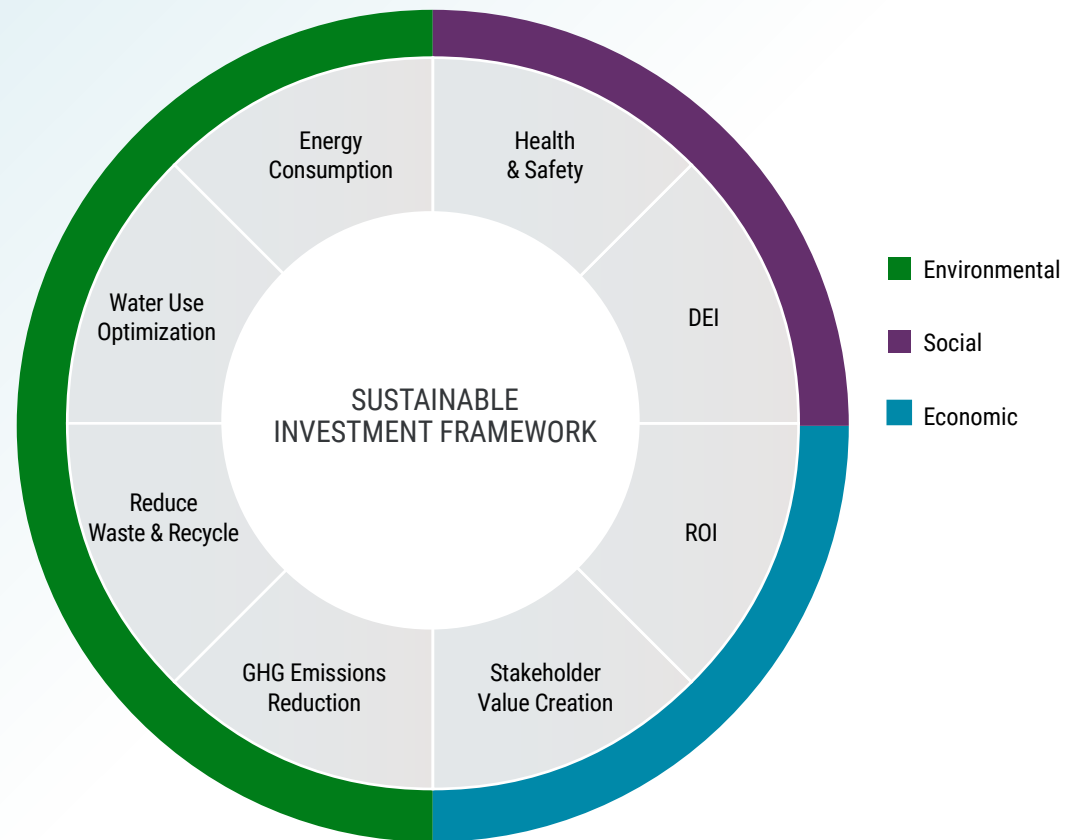 Energy
Consumption
Health
& Safety
Water Use
Optimization
DEI
SUSTAINABLE
INVESTMENT FRAMEWORK
Reduce
Waste & Recycle
ROI
GHG Emissions
Reduction
Stakeholder
Value Creation
Environmental
Social
Economic